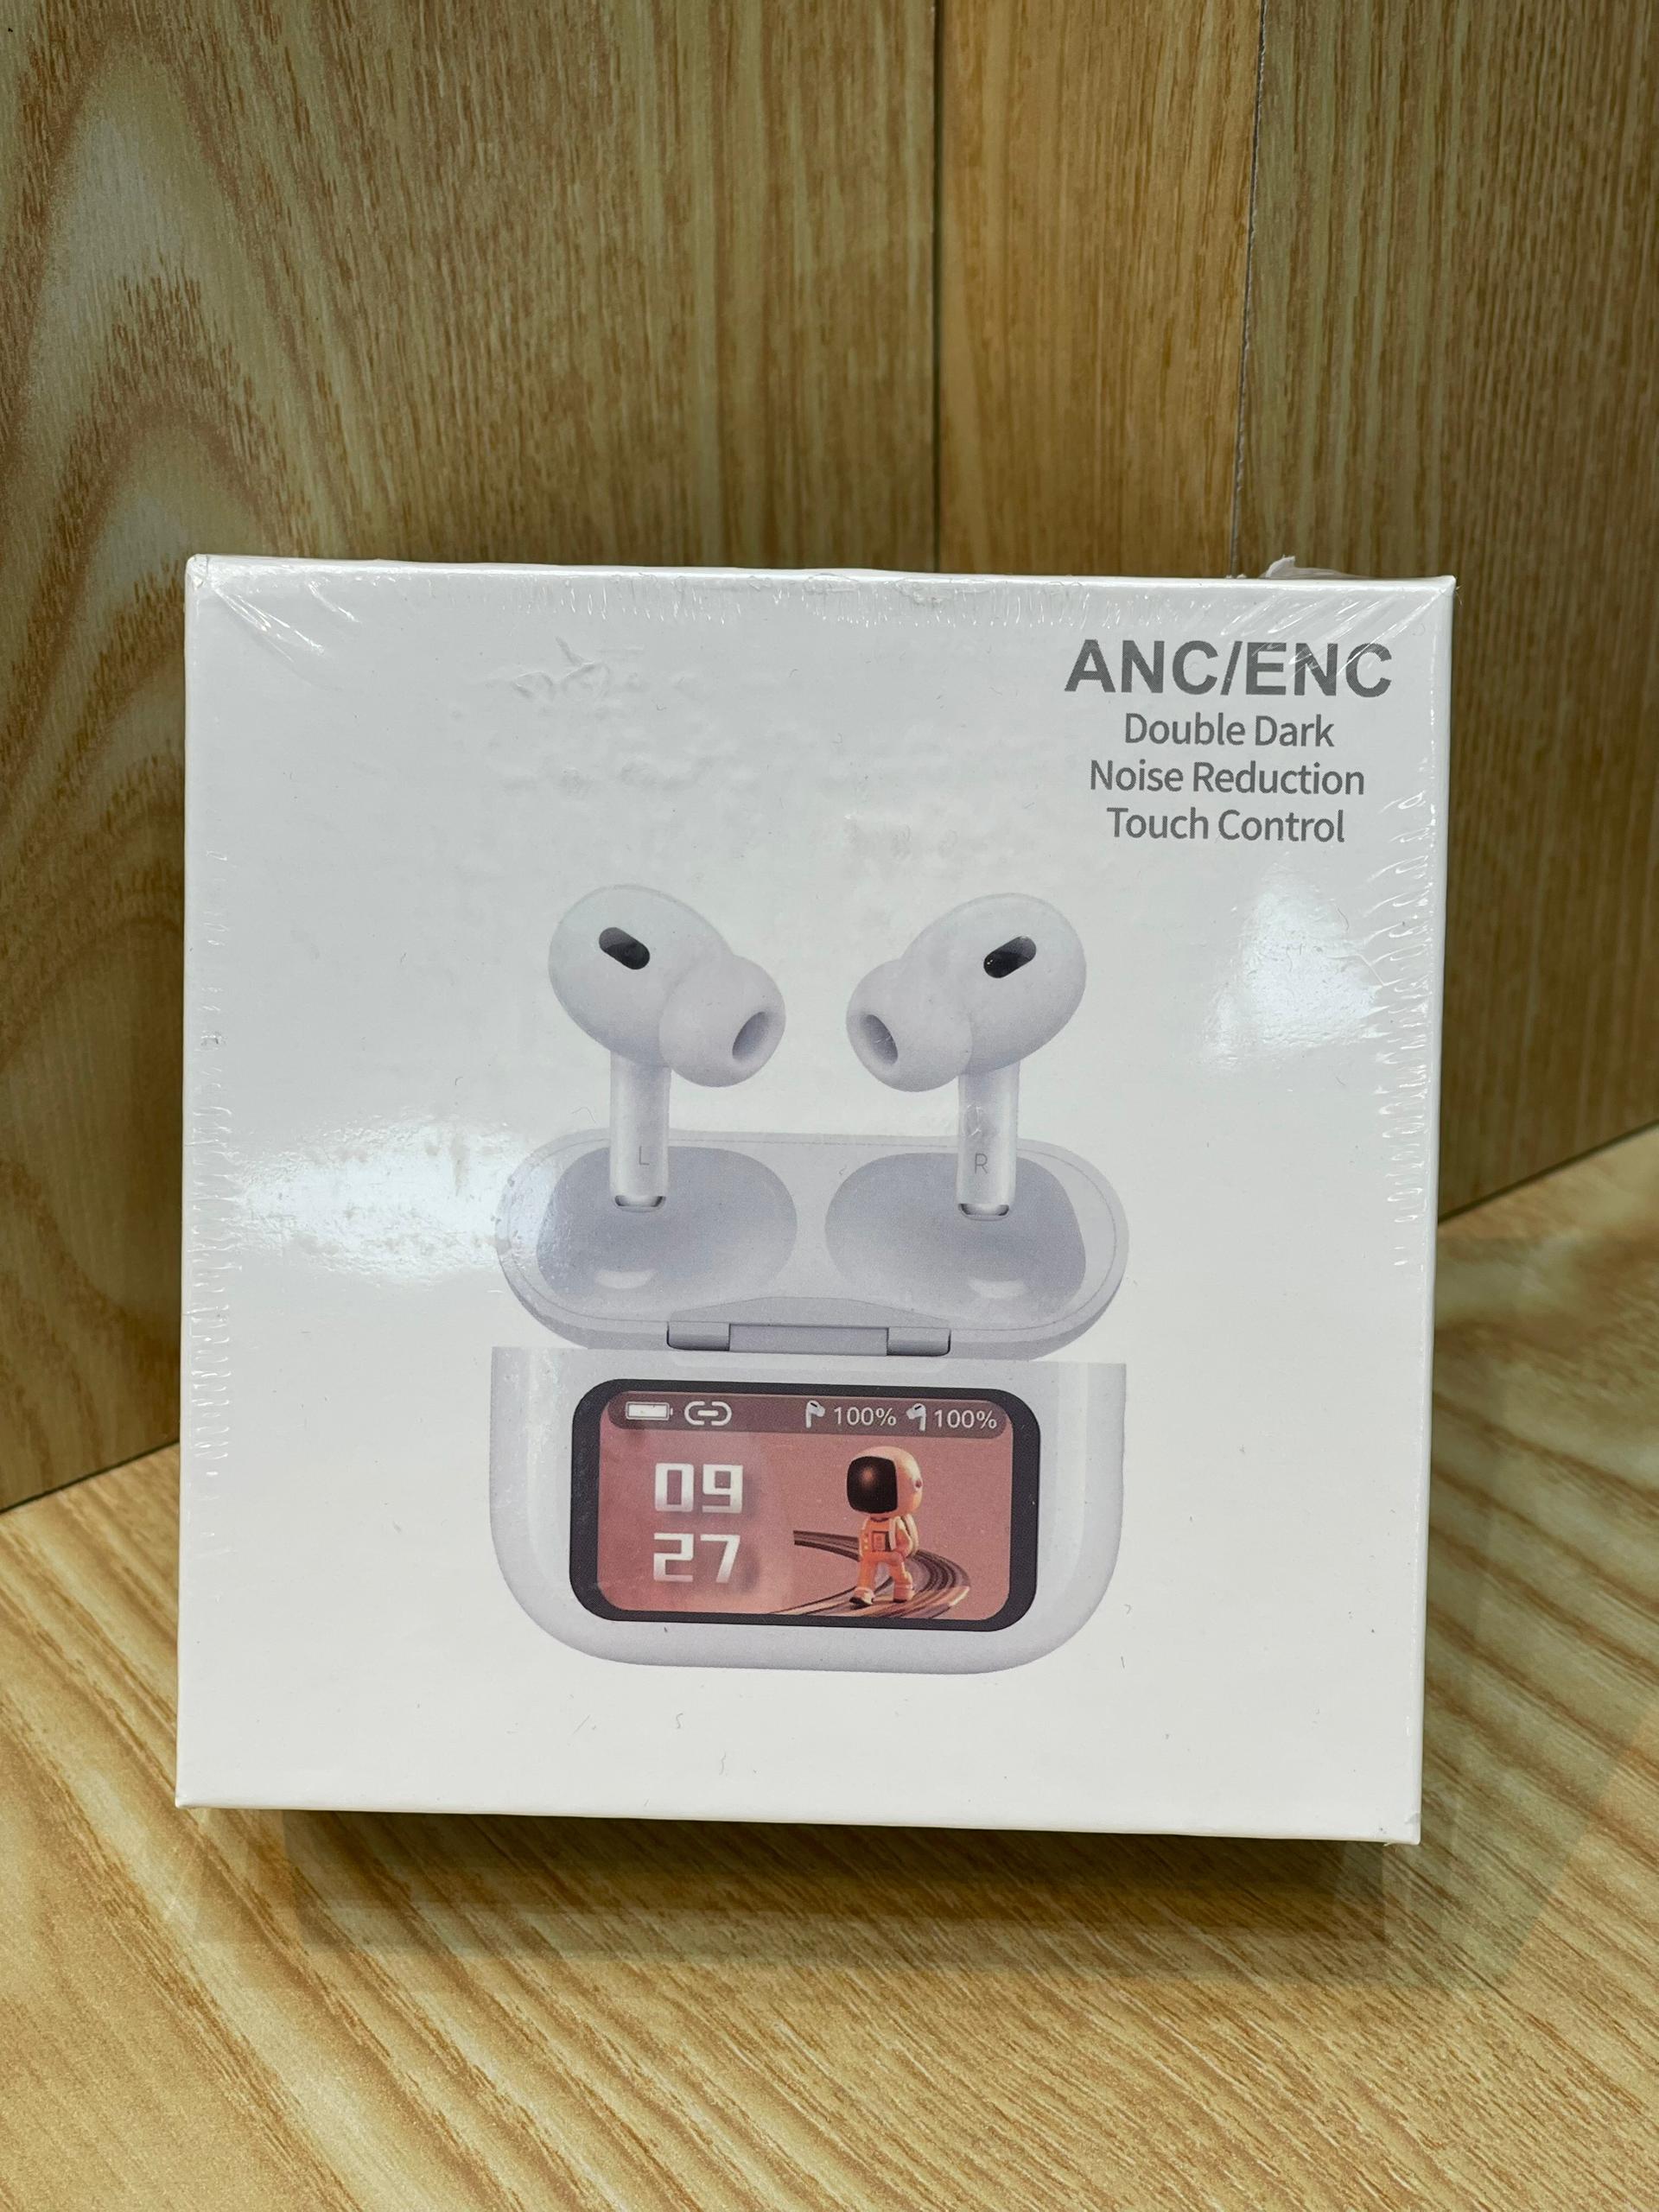 ANC/ENC
Double Dark
Noise Reduction
Touch Control
L
R
100% 100%
09
27